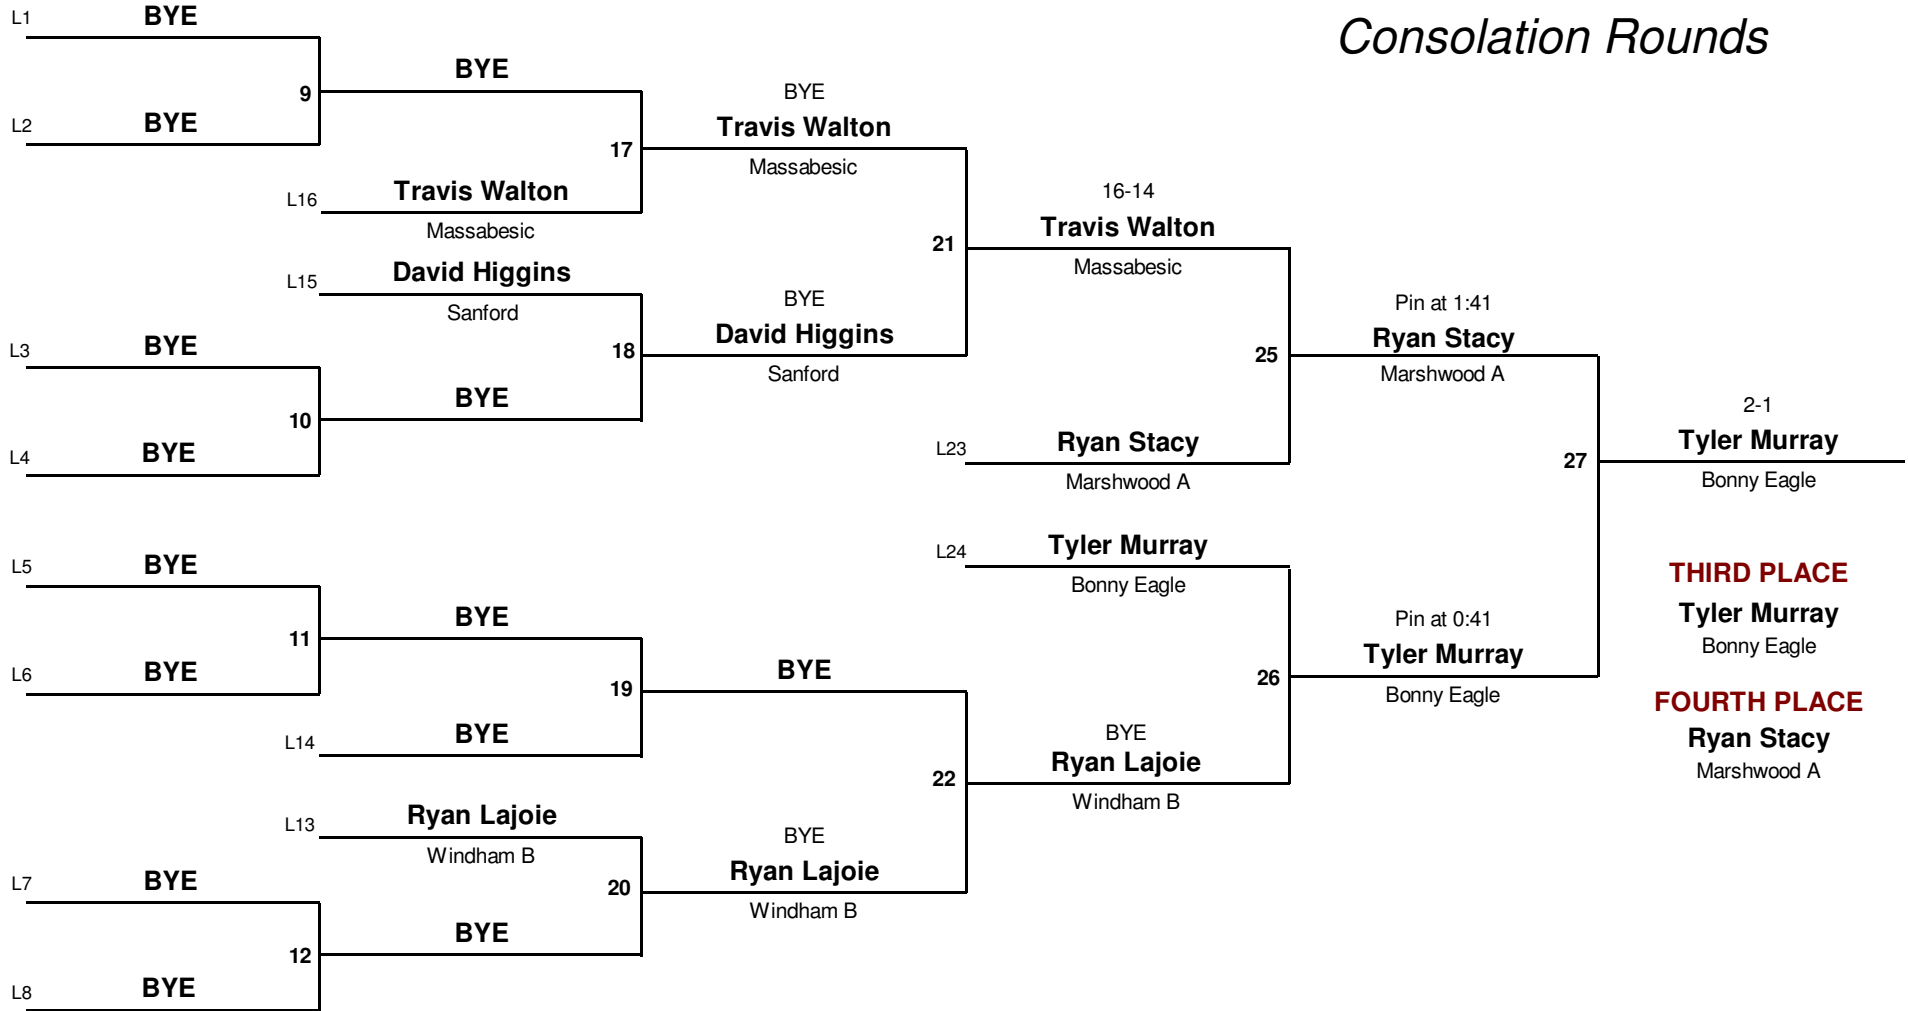 Consolation Rounds
L1
BYE
9
L2
BYE
BYE
17
L16
Travis Walton
Massabesic
BYE
Travis Walton
Massabesic
L15
David Higgins
Sanford
L3
BYE
10
L4
BYE
BYE
18
BYE
David Higgins
Sanford
21
16-14
Travis Walton
Massabesic
25
L23
Ryan Stacy
Marshwood A
Pin at 1:41
Ryan Stacy
Marshwood A
27
2-1
Tyler Murray
Bonny Eagle
L5
BYE
11
L6
BYE
BYE
19
L14
BYE
BYE
L13
Ryan Lajoie
Windham B
L7
BYE
12
L8
BYE
BYE
20
BYE
Ryan Lajoie
Windham B
22
L24
Tyler Murray
Bonny Eagle
26
BYE
Ryan Lajoie
Windham B
Pin at 0:41
Tyler Murray
Bonny Eagle
THIRD PLACE
Tyler Murray
Bonny Eagle
FOURTH PLACE
Ryan Stacy
Marshwood A